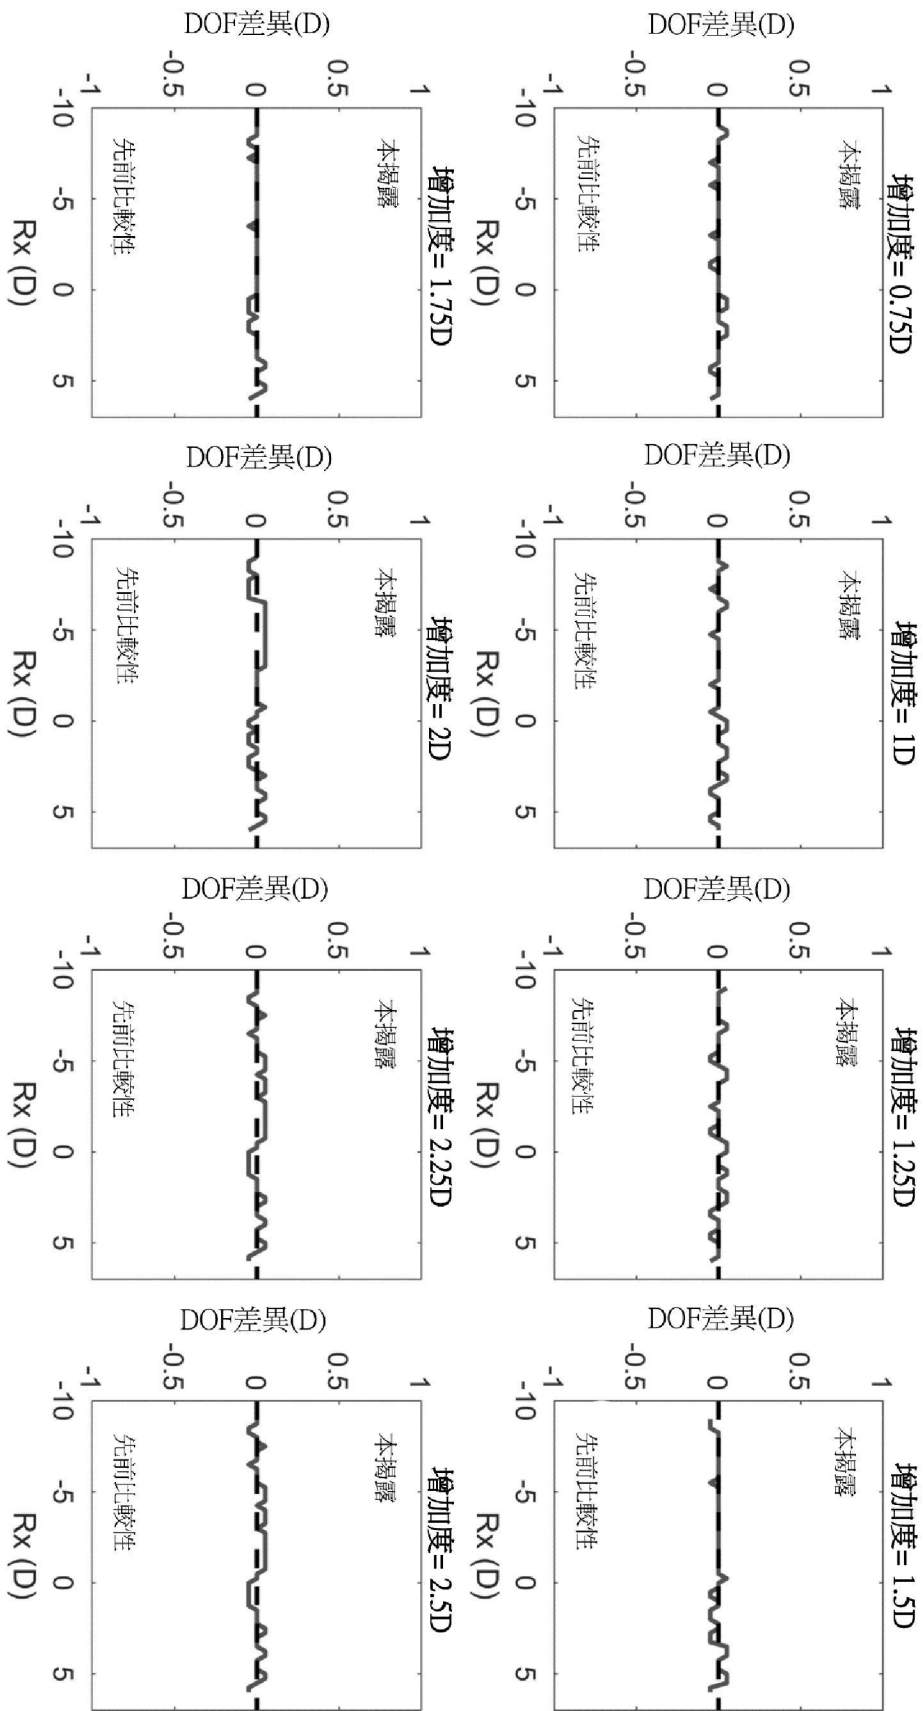 增加度= 0.75D
DOF差異(D)
1
0.5
0
-0.5
-1
本揭露
先前比較性
-10 -5 0 5
Rx (D)
增加度= 1D
DOF差異(D)
1
0.5
0
-0.5
-1
本揭露
先前比較性
-10 -5 0 5
Rx (D)
增加度= 1.25D
DOF差異(D)
1
0.5
0
-0.5
-1
本揭露
先前比較性
-10 -5 0 5
Rx (D)
增加度= 1.5D
DOF差異(D)
1
0.5
0
-0.5
-1
本揭露
先前比較性
-10 -5 0 5
增加度= 1.75D
DOF差異(D)
1
0.5
0
-0.5
-1
本揭露
先前比較性
-10 -5 0 5
Rx (D)
增加度= 2D
DOF差異(D)
1
0.5
0
-0.5
-1
本揭露
先前比較性
-10 -5 0 5
Rx (D)
增加度= 2.25D
DOF差異(D)
1
0.5
0
-0.5
-1
本揭露
先前比較性
-10 -5 0 5
Rx (D)
增加度= 2.5D
DOF差異(D)
1
0.5
0
-0.5
-1
本揭露
先前比較性
-10 -5 0 5
Rx (D)
Rx (D)